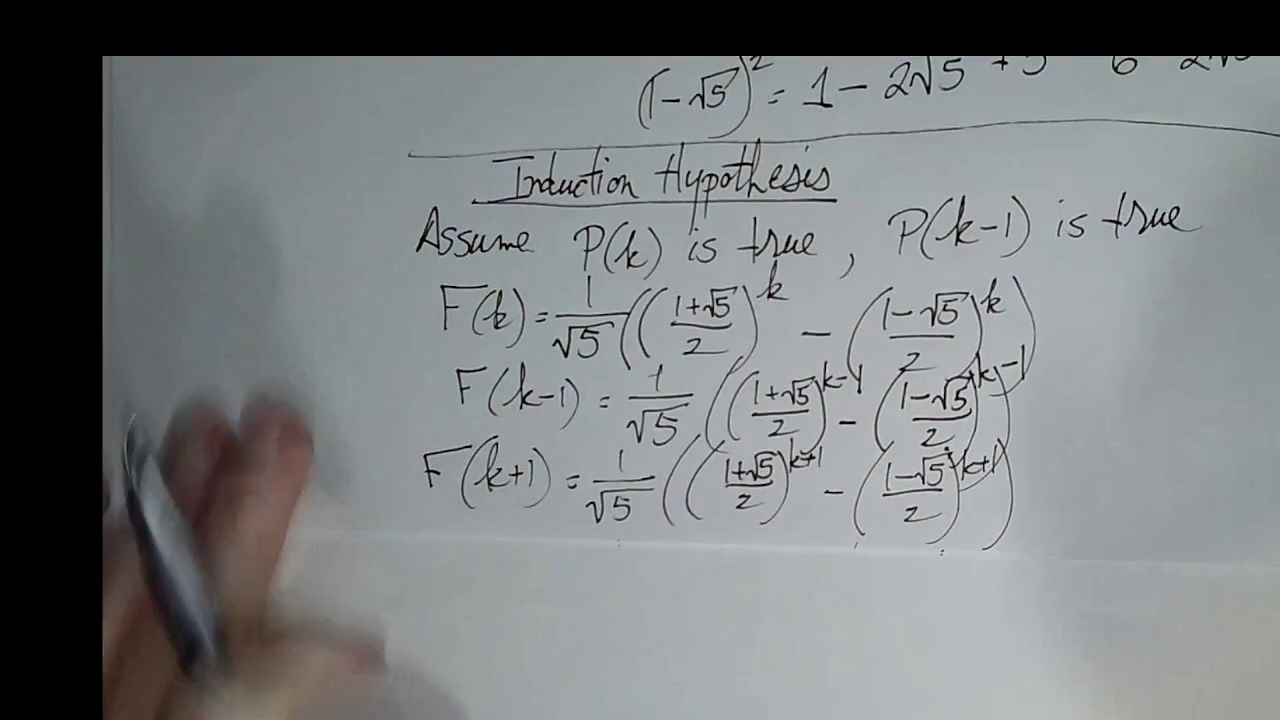 (1-√5)² = 1 - 2√5 + 5
Induction Hypothesis
Assume P(k) is true, P(k-1) is true
F(k) = 1/√5 (((1+√5)/2)^k - ((1-√5)/2)^k)
F(k-1) = 1/√5 (((1+√5)/2)^(k-1) - ((1-√5)/2)^(k-1))
F(k+1) = 1/√5 (((1+√5)/2)^(k+1) - ((1-√5)/2)^(k+1))